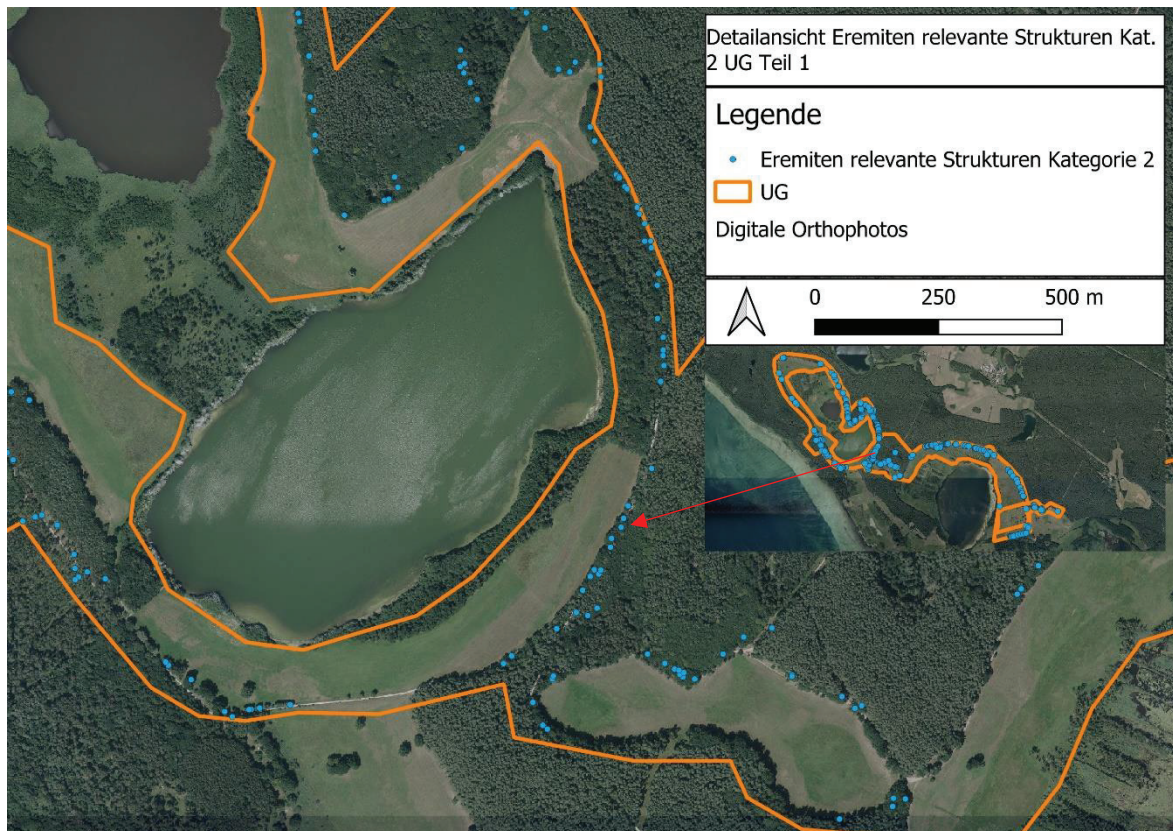 Detailansicht Eremiten relevante Strukturen Kat.
2 UG Teil 1
Legende
Eremiten relevante Strukturen Kategorie 2
UG
Digitale Orthophotos
0 250 500 m